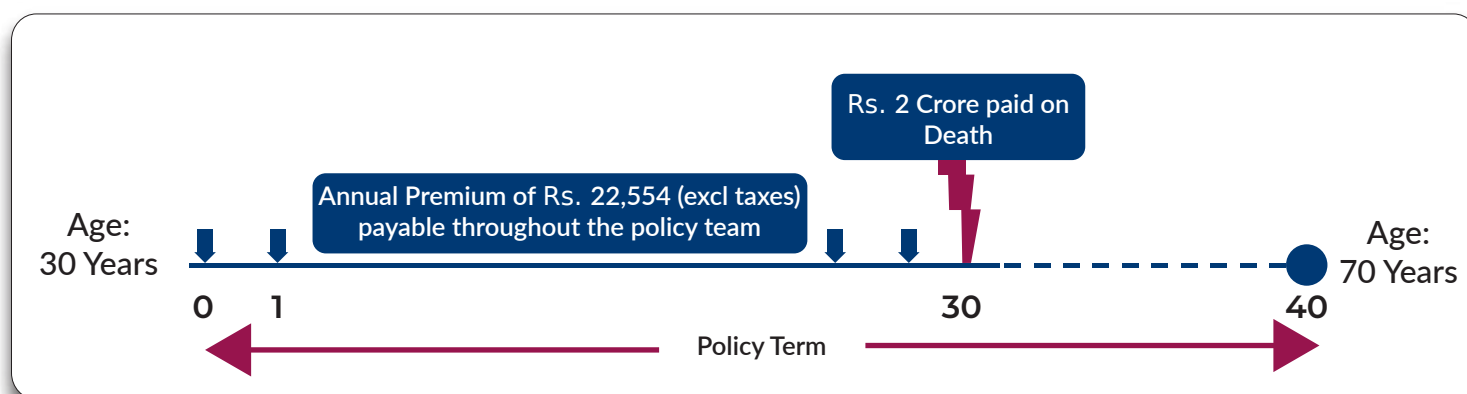 Rs. 2 Crore paid on
Death
Annual Premium of Rs. 22,554 (excl taxes)
payable throughout the policy team
Age:
30 Years
Age:
70 Years
0
1
30
40
Policy Term